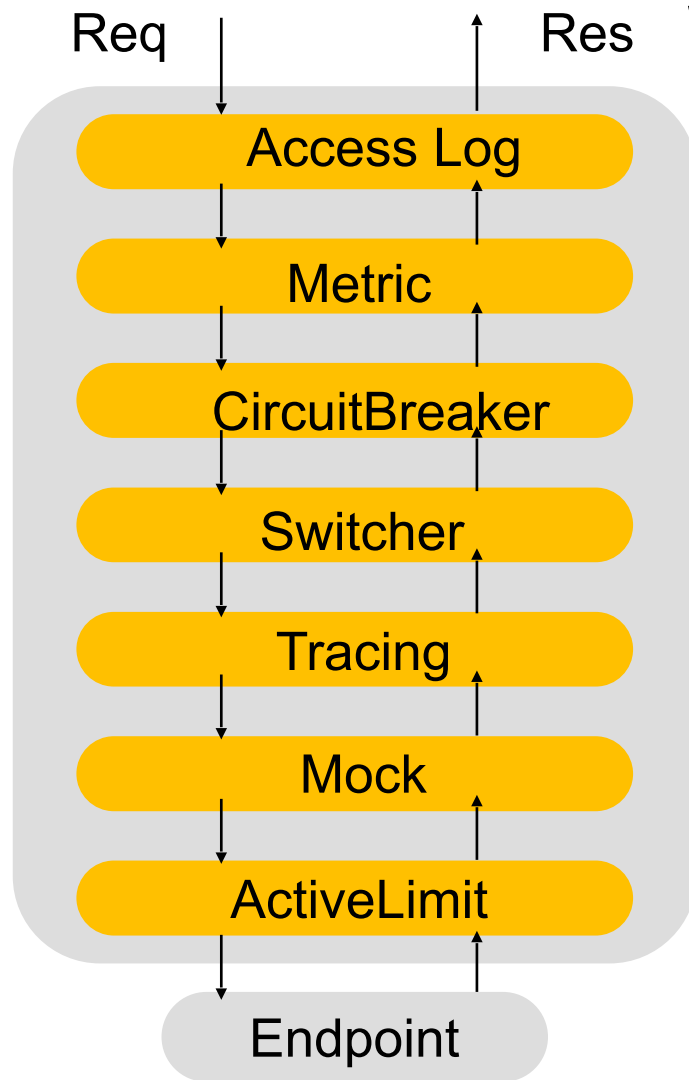 Req Res
Access Log
Metric
CircuitBreaker
Switcher
Tracing
Mock
ActiveLimit
Endpoint